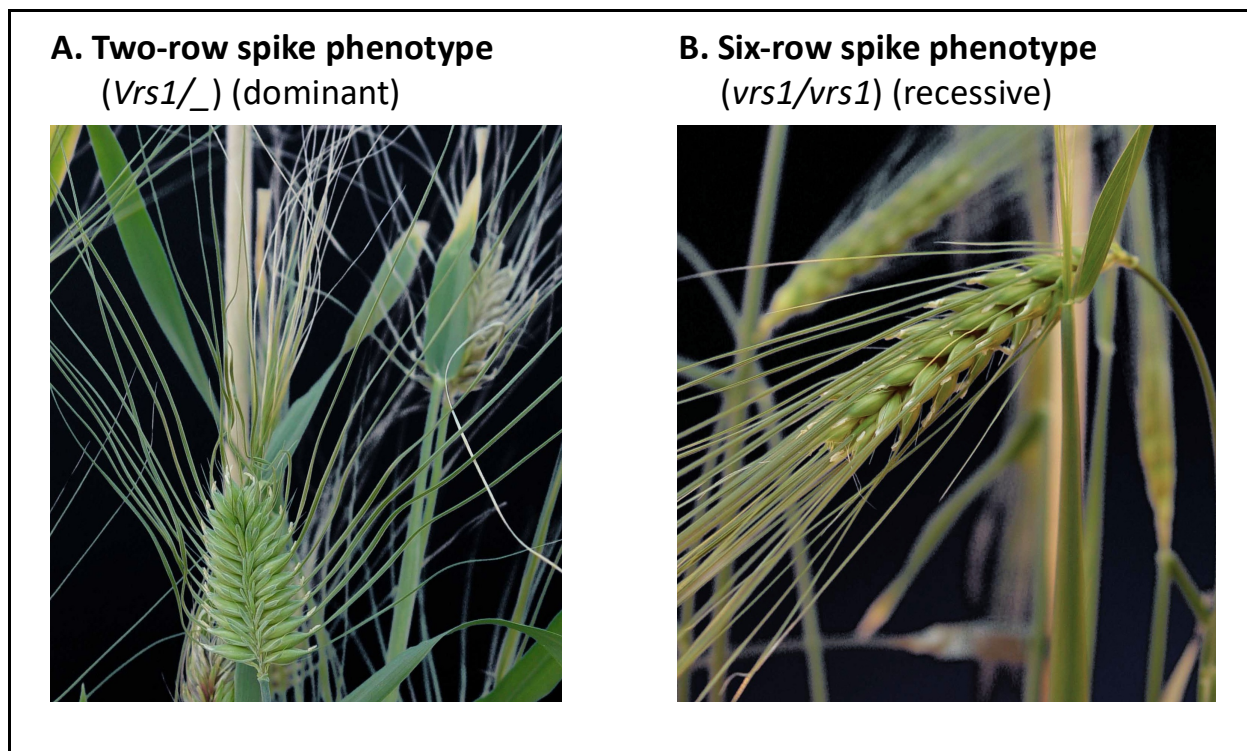 A. Two-row spike phenotype
(Vrs1/_) (dominant)
B. Six-row spike phenotype
(vrs1/vrs1) (recessive)